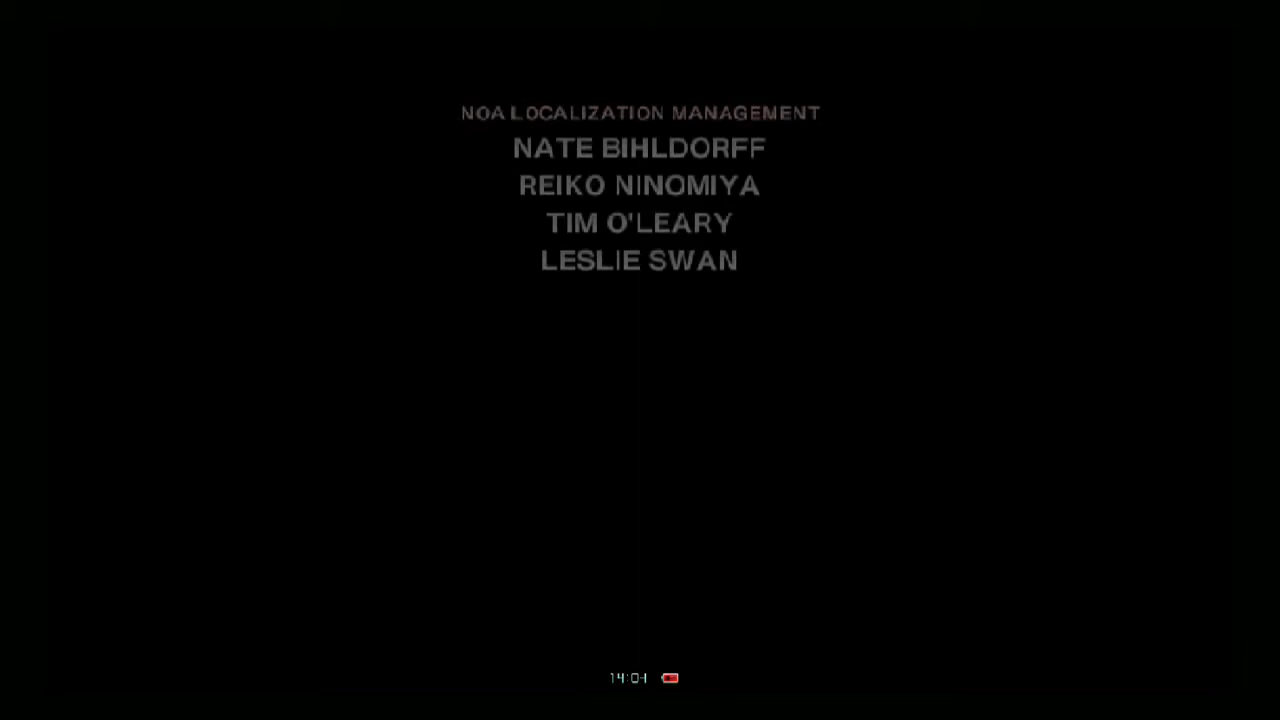 NOA LOCALIZATION MANAGEMENT
NATE BIHLDORFF
REIKO NINOMIYA
TIM O'LEARY
LESLIE SWAN
14:04